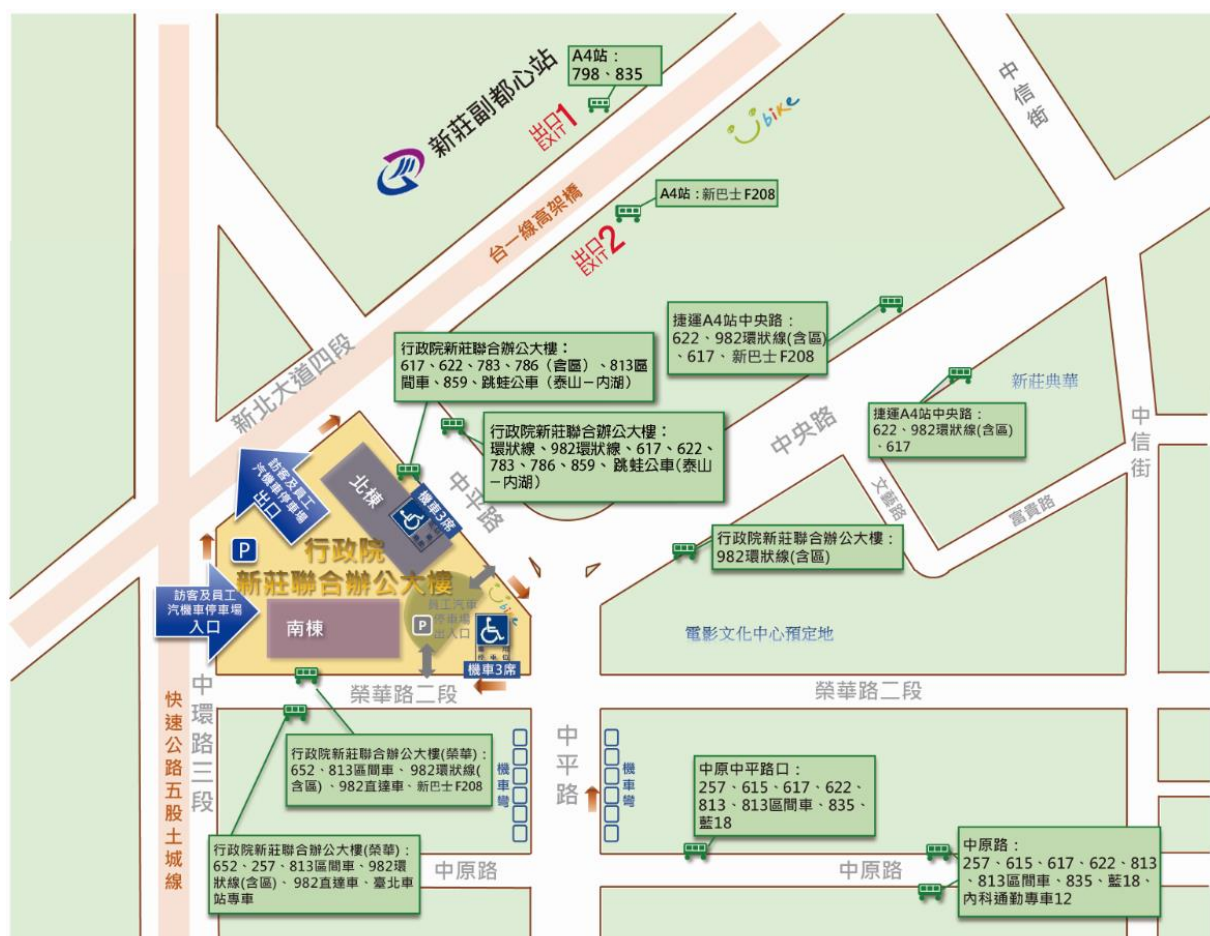 A4站：
798、835
新莊副都心站
出口1
EXIT
ubike
中信街
A4站：新巴士F208
出口2
EXIT
台一線高架橋
新北大道四段
捷運A4站中央路：
622、982環狀線(含區)
、617、新巴士F208
行政院新莊聯合辦公大樓：
617、622、783、786（含區）、813區
間車、859、跳蛙公車（泰山－內湖）
新莊典華
捷運A4站中央路：
622、982環狀線(含區)
、617
行政院新莊聯合辦公大樓：
環狀線、982環狀線、617、622、
783、786、859、跳蛙公車(泰山
－內湖)
中央路
中信街
文藝路
富貴路
訪客及員工
汽機車停車場
出口
北棟
機車3席
中平路
P
行政院
新莊聯合辦公大樓
行政院新莊聯合辦公大樓：
982環狀線(含區)
訪客及員工
汽機車停車場
入口
南棟
P
員工汽車
停車場
出入口
ubike
機車3席
電影文化中心預定地
中環路三段
快速公路五股土城線
榮華路二段
榮華路二段
行政院新莊聯合辦公大樓(榮華)：
652、813區間車、982環狀線(
含區)、982直達車、新巴士F208
機車彎
中平路
機車彎
中原中平路口：
257、615、617、622、
813、813區間車、835、
藍18
行政院新莊聯合辦公大樓(榮華)：
652、257、813區間車、982環
狀線(含區)、982直達車、臺北車
站專車
中原路
中原路
中原路：
257、615、617、622、813
、813區間車、835、藍18、
內科通勤專車12